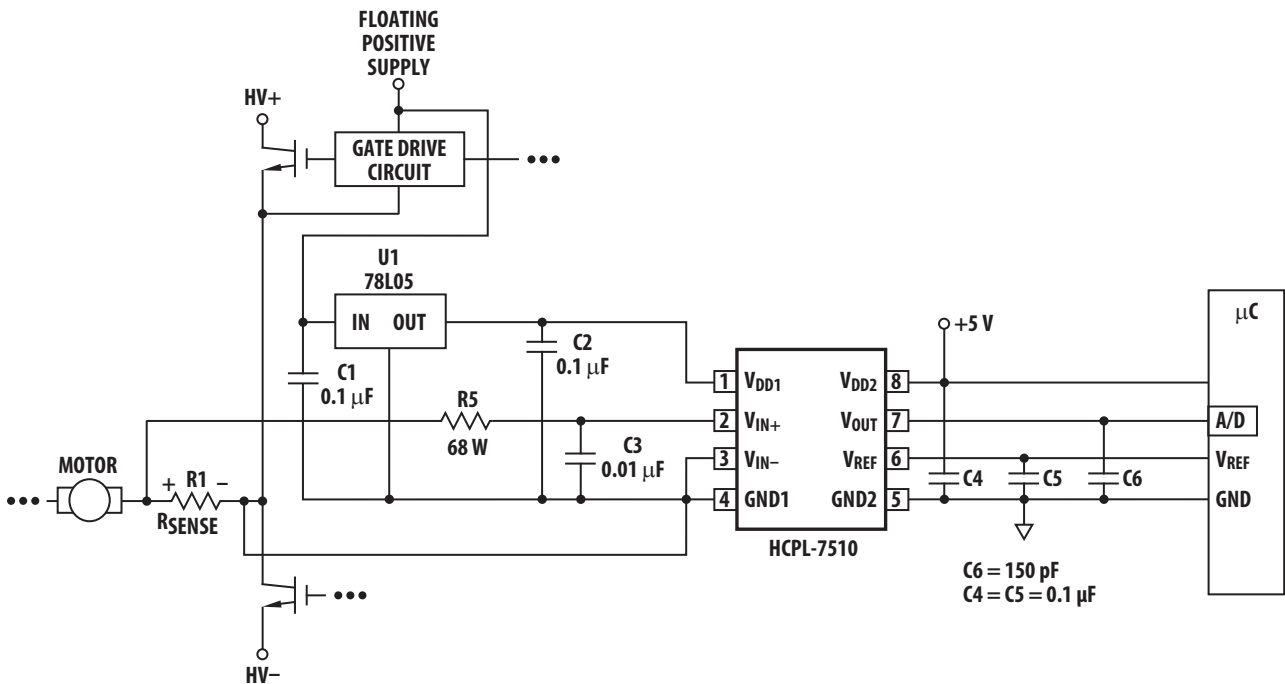 FLOATING
POSITIVE
SUPPLY
HV+
GATE DRIVE
CIRCUIT
U1
78L05
IN OUT
C1
0.1 µF
C2
0.1 µF
R5
68 W
C3
0.01 µF
MOTOR
+ R1 –
RSENSE
HV–
1 VDD1
2 VIN+
3 VIN–
4 GND1
VDD2 8
VOUT 7
VREF 6
GND2 5
HCPL-7510
+5 V
C4
C5
C6
C6 = 150 pF
C4 = C5 = 0.1 µF
µC
A/D
VREF
GND